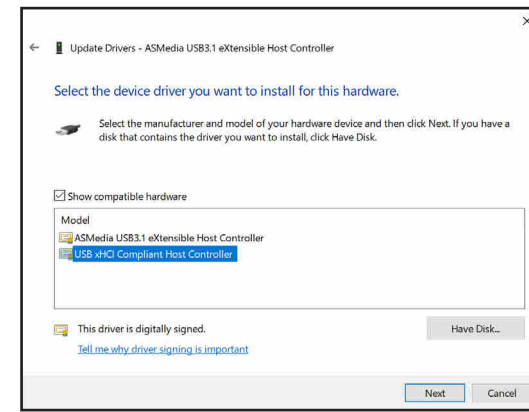 Update Drivers - ASMedia USB3.1 eXtensible Host Controller
Select the device driver you want to install for this hardware.
Select the manufacturer and model of your hardware device and then click Next. If you have a
disk that contains the driver you want to install, click Have Disk.
Show compatible hardware
Model
ASMedia USB3.1 eXtensible Host Controller
USB xHCI Compliant Host Controller
This driver is digitally signed.
Have Disk...
Tell me why driver signing is important
Next
Cancel